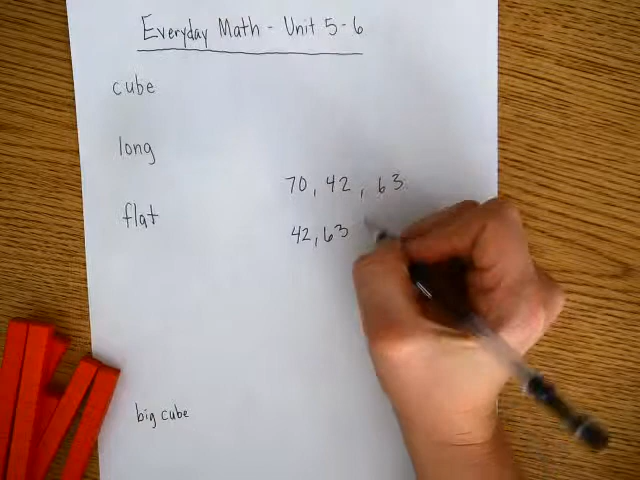 Everyday Math - Unit 5-6
cube
long
70, 42, 63
flat
42, 63
big cube